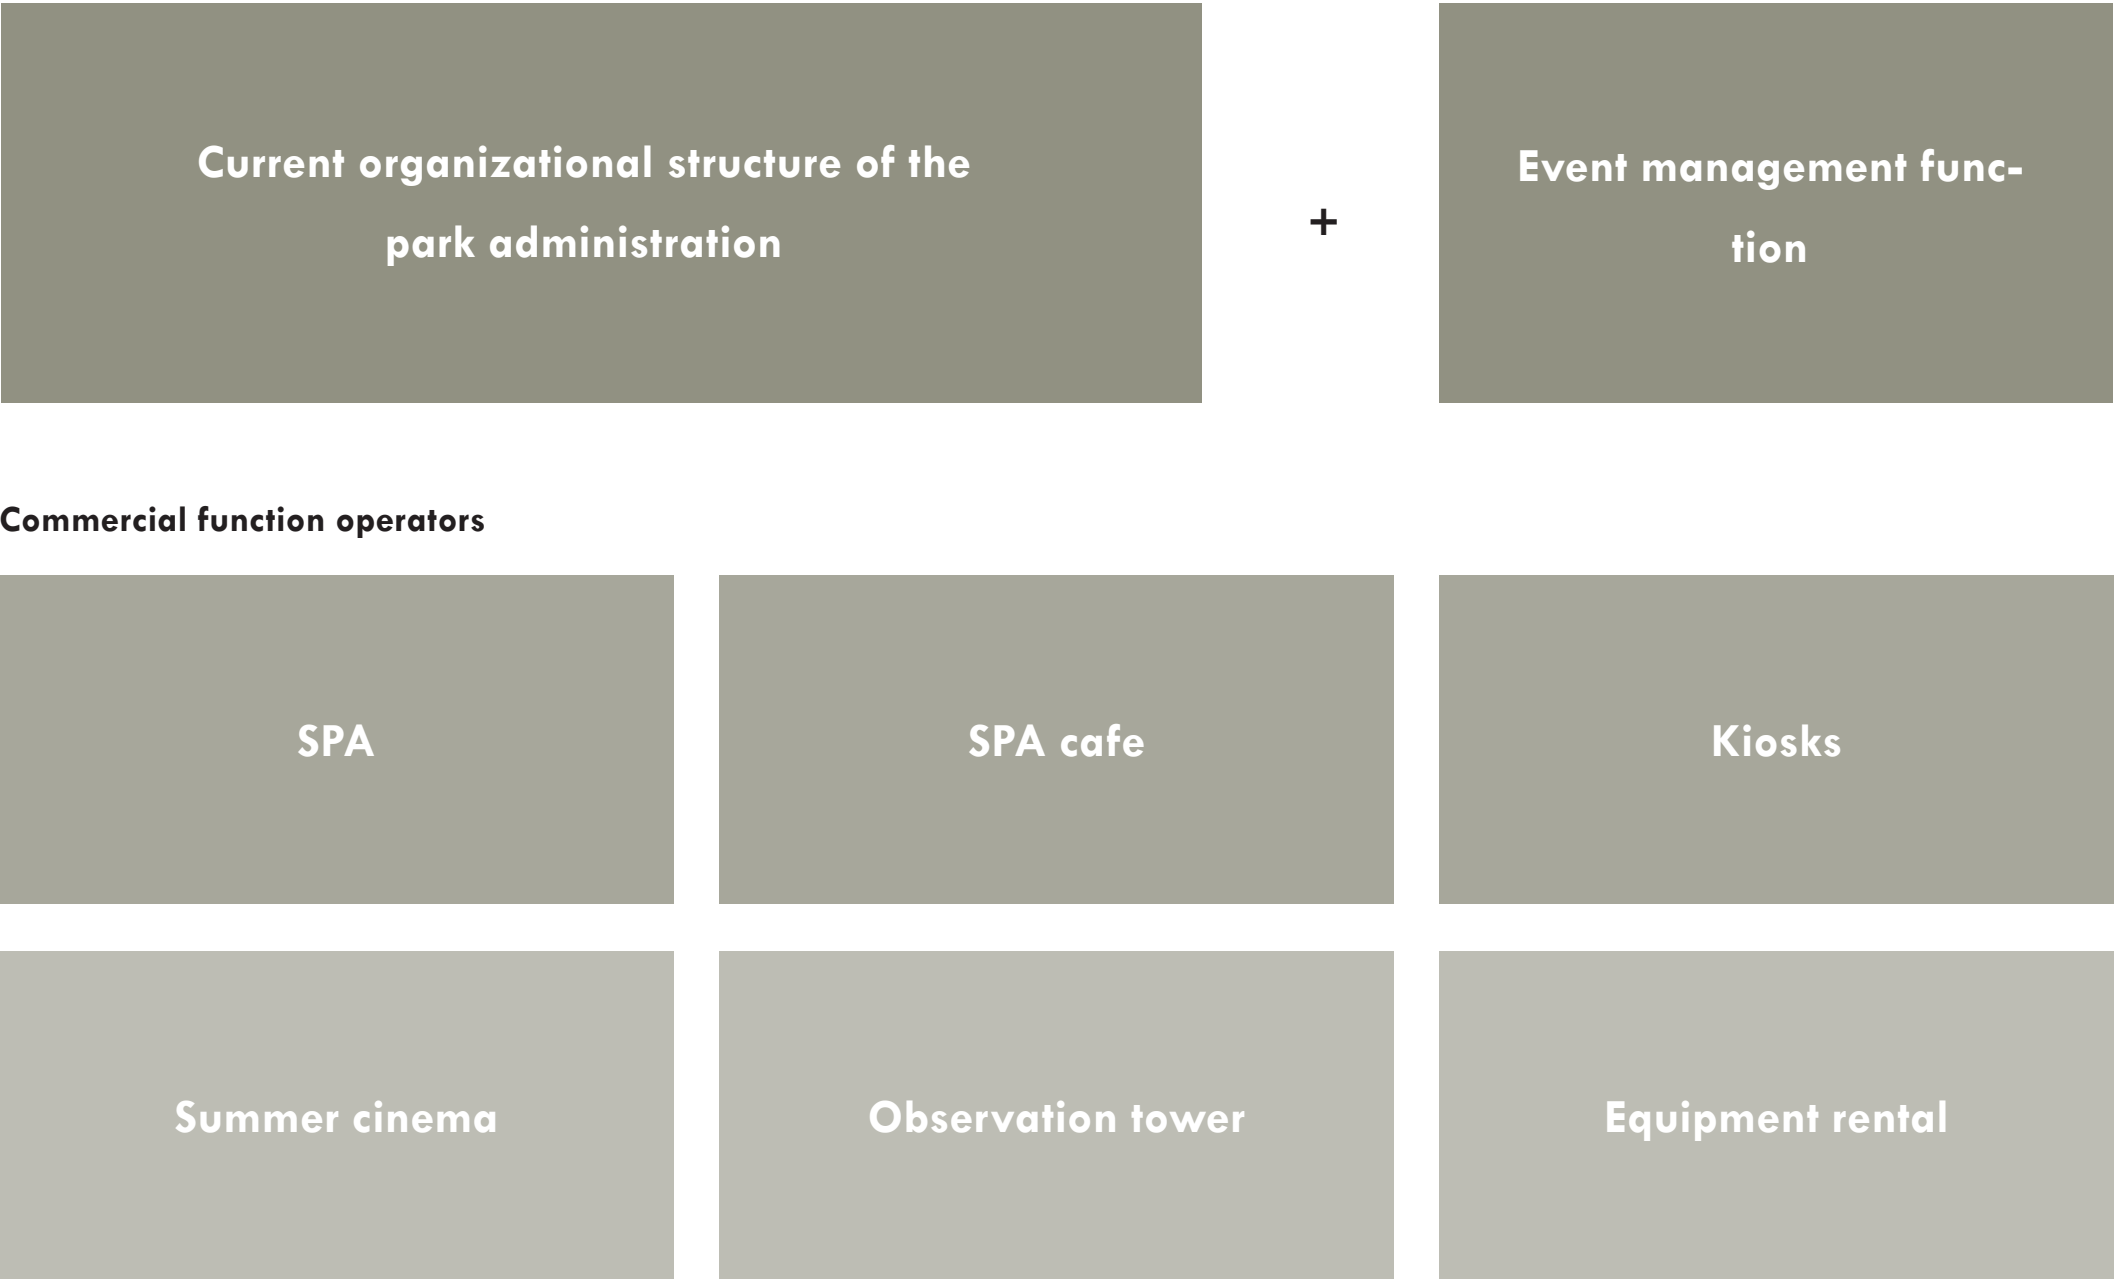 Current organizational structure of the
park administration
+
Event management func-
tion
Commercial function operators
SPA
SPA cafe
Kiosks
Summer cinema
Observation tower
Equipment rental